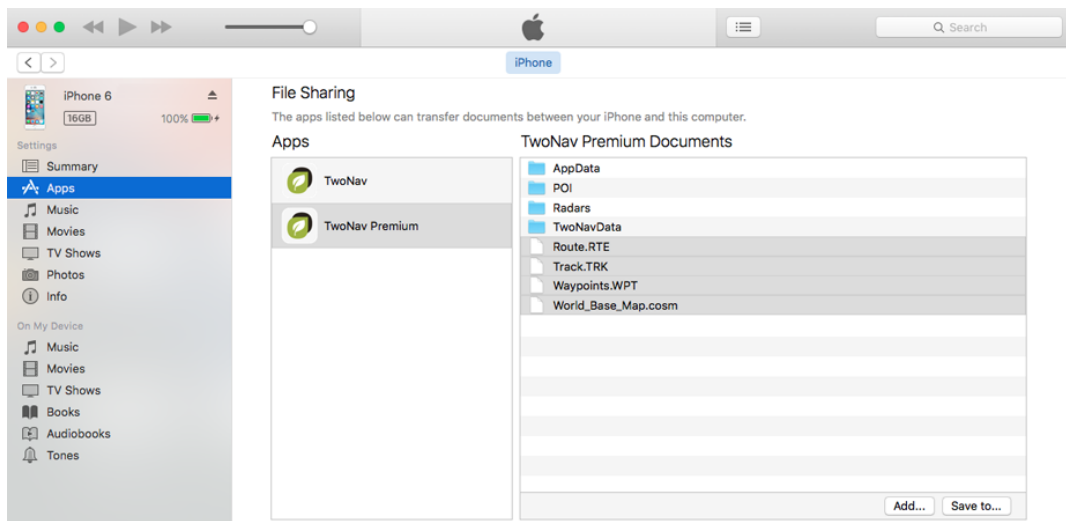 Search
iPhone
iPhone 6
16GB
100%
Settings
Summary
Apps
Music
Movies
TV Shows
Photos
Info
On My Device
Music
Movies
TV Shows
Books
Audiobooks
Tones
File Sharing
The apps listed below can transfer documents between your iPhone and this computer.
Apps
TwoNav
TwoNav Premium
TwoNav Premium Documents
AppData
POI
Radars
TwoNavData
Route.RTE
Track.TRK
Waypoints.WPT
World_Base_Map.cosm
Add...
Save to...